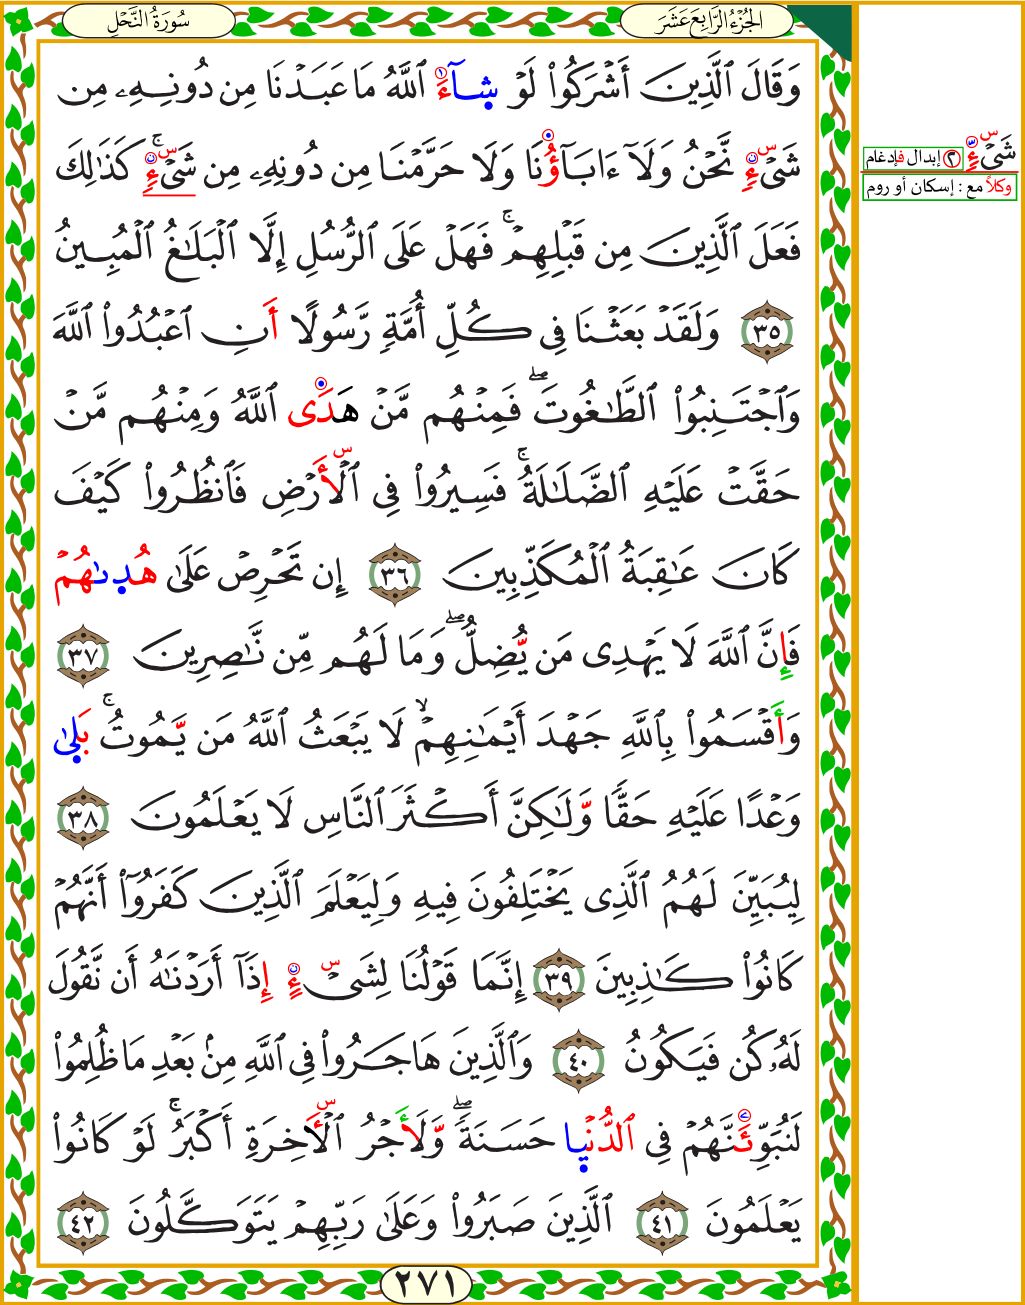 سُورَةُ النَّحْلِ
الجُزْءُ الرَّابِعَ عَشَرَ
وَقَالَ ٱلَّذِينَ أَشْرَكُوا۟ لَوْ شَآءَ ٱللَّهُ مَا عَبَدْنَا مِن دُونِهِۦ مِن
شَىْءٍ نَّحْنُ وَلَآ ءَابَآؤُنَا وَلَا حَرَّمْنَا مِن دُونِهِۦ مِن شَىْءٍ ۚ كَذَٰلِكَ
فَعَلَ ٱلَّذِينَ مِن قَبْلِهِمْ ۚ فَهَلْ عَلَى ٱلرُّسُلِ إِلَّا ٱلْبَلَٰغُ ٱلْمُبِينُ
٣٥ وَلَقَدْ بَعَثْنَا فِى كُلِّ أُمَّةٍ رَّسُولًا أَنِ ٱعْبُدُوا۟ ٱللَّهَ
وَٱجْتَنِبُوا۟ ٱلطَّٰغُوتَ ۖ فَمِنْهُم مَّنْ هَدَى ٱللَّهُ وَمِنْهُم مَّنْ
حَقَّتْ عَلَيْهِ ٱلضَّلَٰلَةُ ۚ فَسِيرُوا۟ فِى ٱلْأَرْضِ فَٱنظُرُوا۟ كَيْفَ
كَانَ عَٰقِبَةُ ٱلْمُكَذِّبِينَ ٣٦ إِن تَحْرِصْ عَلَىٰ هُدٜىٰهُمْ
فَإِنَّ ٱللَّهَ لَا يَهْدِى مَن يُضِلُّ ۖ وَمَا لَهُم مِّن نَّٰصِرِينَ ٣٧
وَأَقْسَمُوا۟ بِٱللَّهِ جَهْدَ أَيْمَٰنِهِمْ ۙ لَا يَبْعَثُ ٱللَّهُ مَن يَمُوتُ ۚ بَلٜىٰ
وَعْدًا عَلَيْهِ حَقًّا وَّلَٰكِنَّ أَكْثَرَ ٱلنَّاسِ لَا يَعْلَمُونَ ٣٨
لِيُبَيِّنَ لَهُمُ ٱلَّذِى يَخْتَلِفُونَ فِيهِ وَلِيَعْلَمَ ٱلَّذِينَ كَفَرُوٓا۟ أَنَّهُمْ
كَانُوا۟ كَٰذِبِينَ ٣٩ إِنَّمَا قَوْلُنَا لِشَىْءٍ إِذَآ أَرَدْنَٰهُ أَن نَّقُولَ
لَهُۥ كُن فَيَكُونُ ٤٠ وَٱلَّذِينَ هَاجَرُوا۟ فِى ٱللَّهِ مِنۢ بَعْدِ مَا ظُلِمُوا۟
لَنُبَوِّئَنَّهُمْ فِى ٱلدُّنْيٜا حَسَنَةً ۖ وَّلَأَجْرُ ٱلْأَخِرَةِ أَكْبَرُ ۚ لَوْ كَانُوا۟
يَعْلَمُونَ ٤١ ٱلَّذِينَ صَبَرُوا۟ وَعَلَىٰ رَبِّهِمْ يَتَوَكَّلُونَ ٤٢
٢٧١
شَىْءٍ ٢ إبدال فإدغام
وكلاً مع : إسكان أو روم